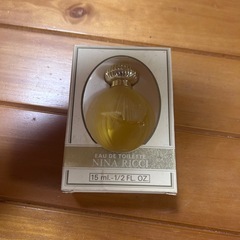 EAU DE TOILETTE
NINA RICCI
15 ml - 1/2 FL. OZ.